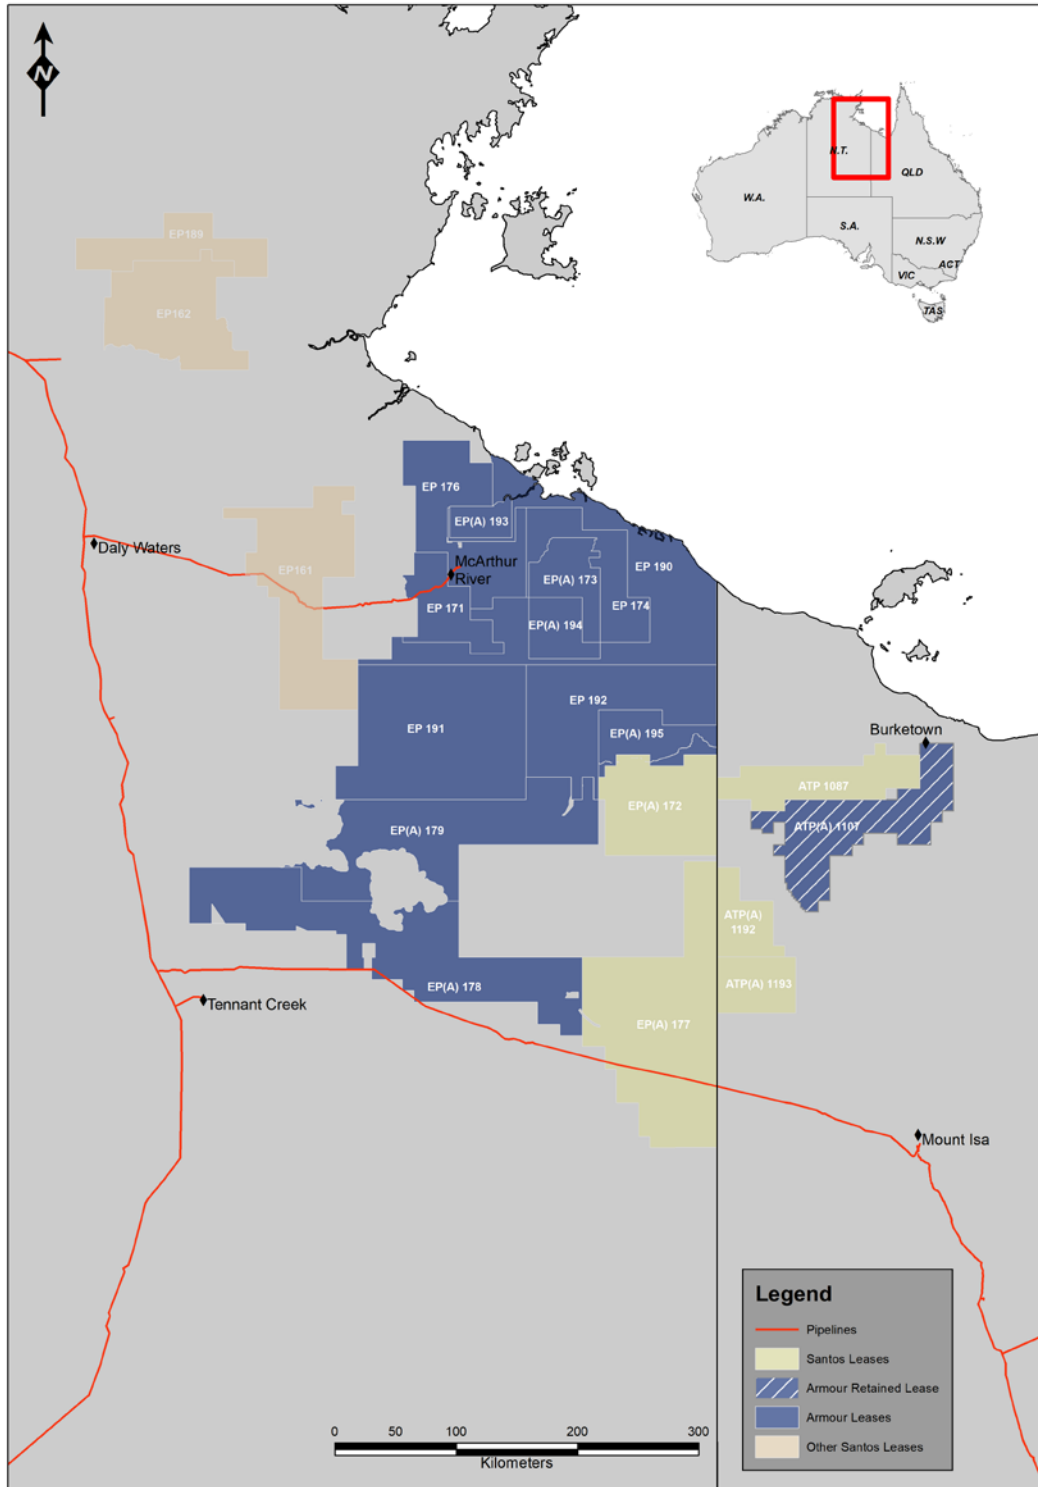 N
N.T.
QLD
W.A.
S.A.
N.S.W
ACT
VIC
TAS
EP189
EP162
EP 176
EP(A) 193
Daly Waters
EP161
McArthur
River
EP(A) 173
EP 190
EP 171
EP(A) 194
EP 174
EP 192
EP 191
EP(A) 195
Burketown
ATP 1087
EP(A) 172
EP(A) 179
ATP(A) 1107
ATP(A)
1192
EP(A) 178
ATP(A) 1193
Tennant Creek
EP(A) 177
Mount Isa
Legend
Pipelines
Santos Leases
Armour Retained Lease
Armour Leases
Other Santos Leases
0 50 100 200 300
Kilometers